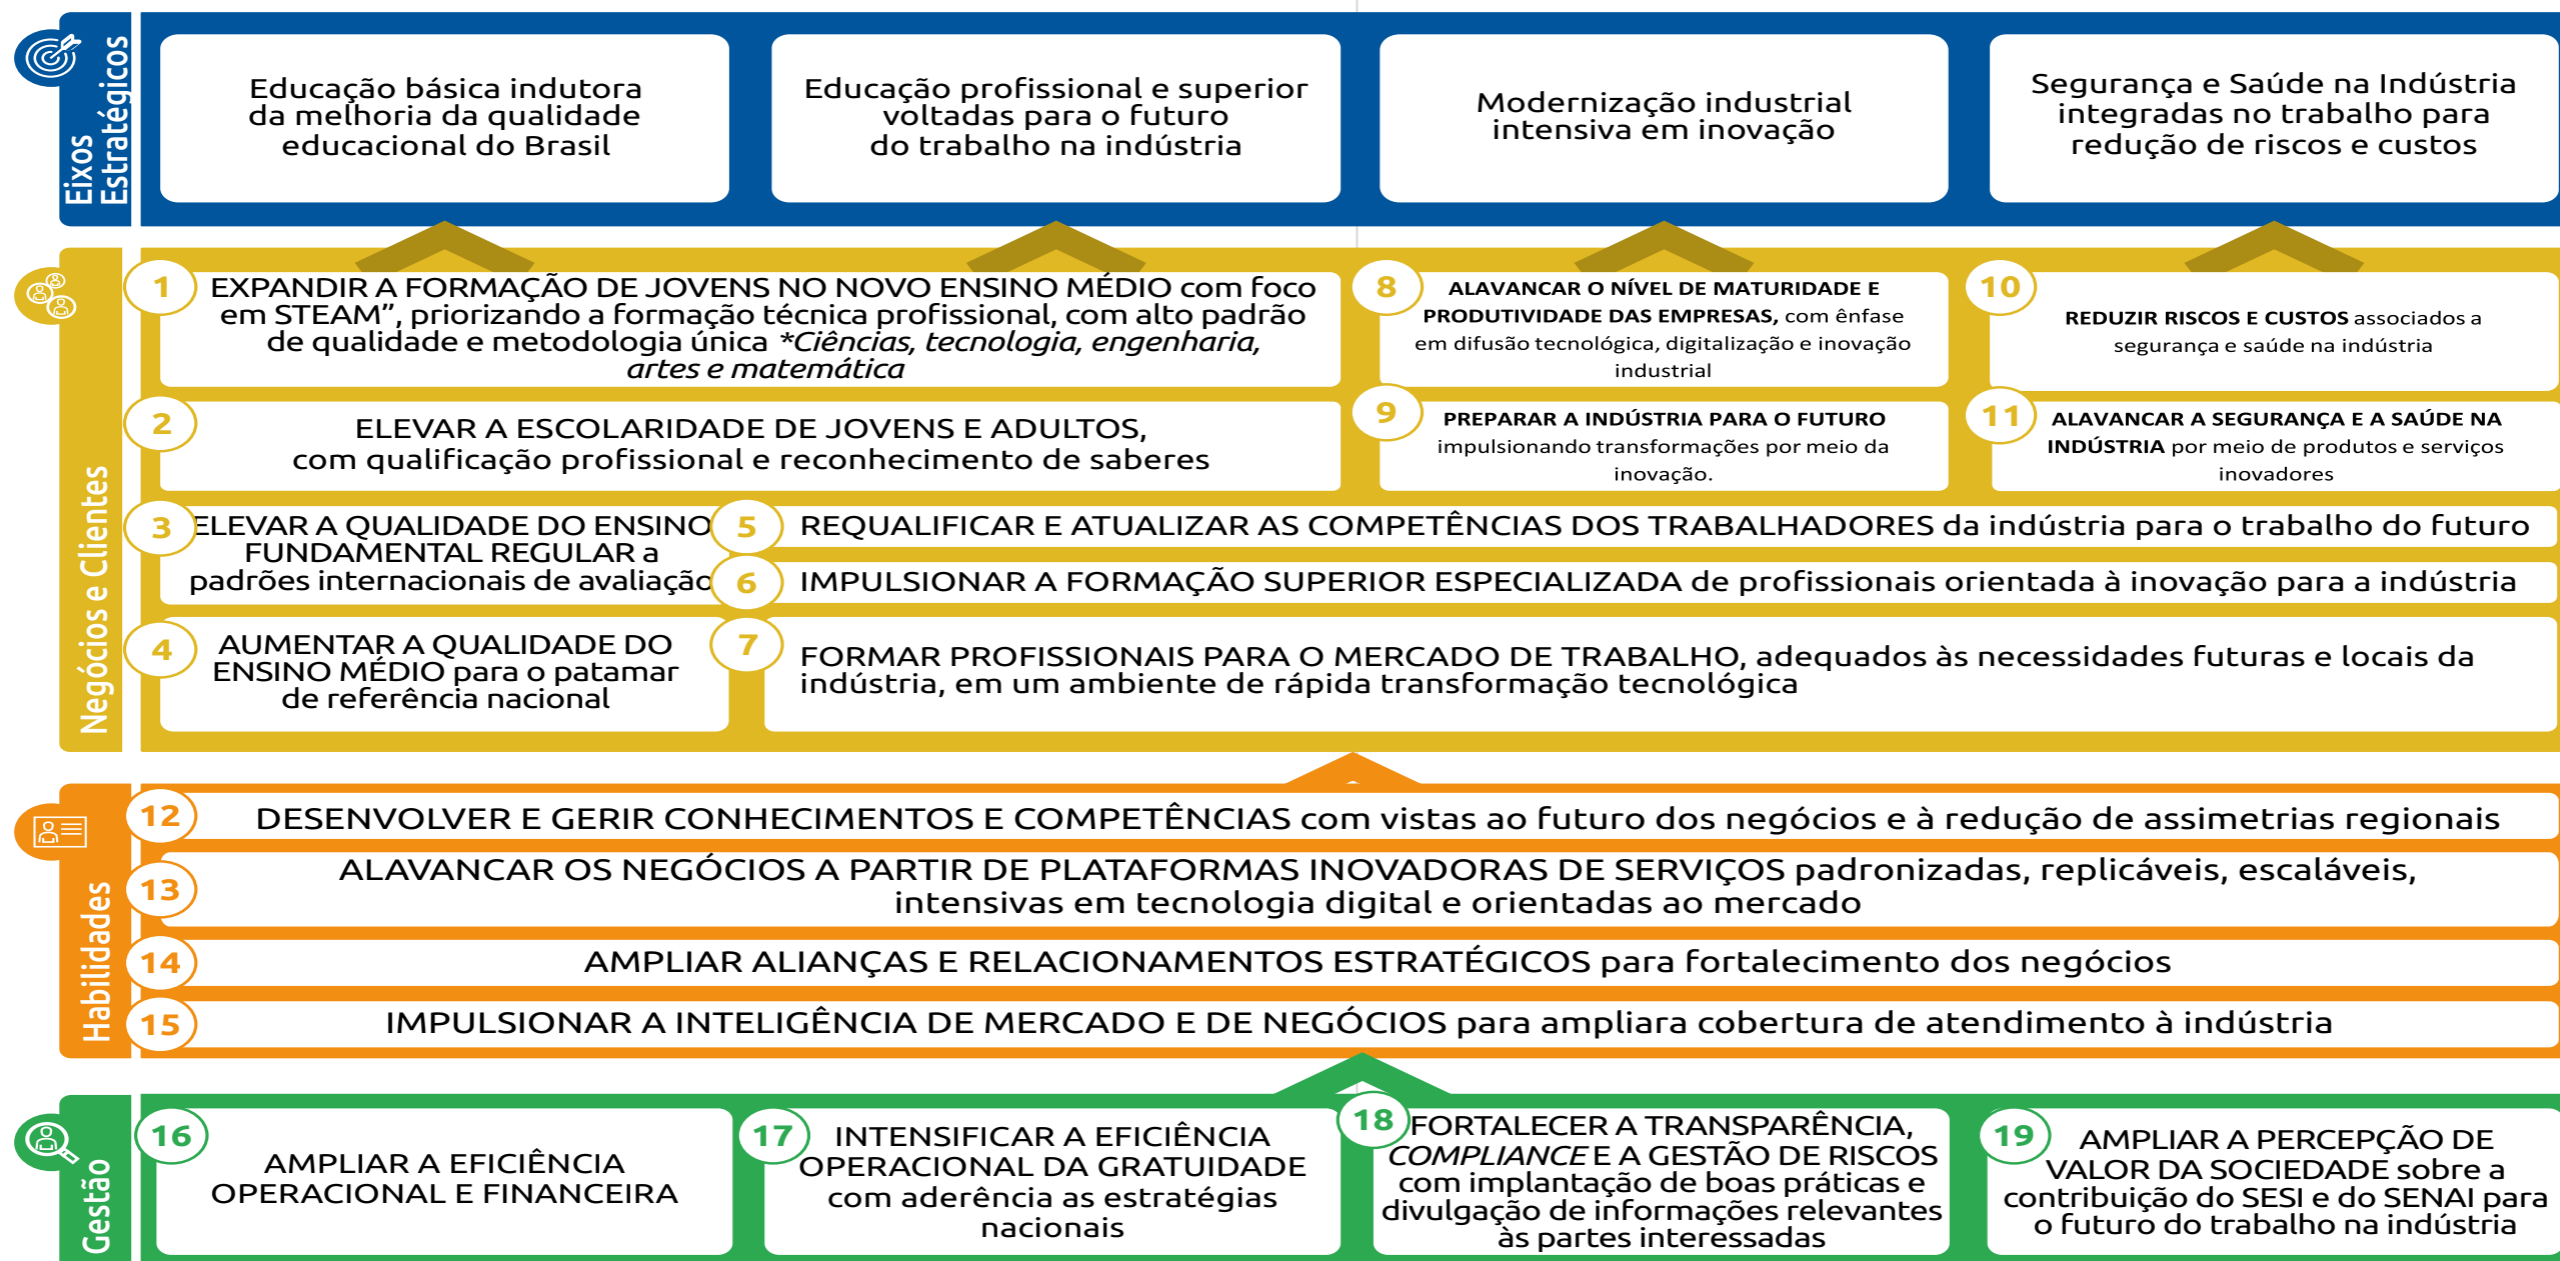 Eixos
Estratégicos
Educação básica indutora
da melhoria da qualidade
educacional do Brasil
Educação profissional e superior
voltadas para o futuro
do trabalho na indústria
Modernização industrial
intensiva em inovação
Segurança e Saúde na Indústria
integradas no trabalho para
redução de riscos e custos
Negócios e Clientes
1
EXPANDIR A FORMAÇÃO DE JOVENS NO NOVO ENSINO MÉDIO com foco
em STEAM”, priorizando a formação técnica profissional, com alto padrão
de qualidade e metodologia única *Ciências, tecnologia, engenharia,
artes e matemática
8
ALAVANCAR O NÍVEL DE MATURIDADE E
PRODUTIVIDADE DAS EMPRESAS, com ênfase
em difusão tecnológica, digitalização e inovação
industrial
10
REDUZIR RISCOS E CUSTOS associados a
segurança e saúde na indústria
2
ELEVAR A ESCOLARIDADE DE JOVENS E ADULTOS,
com qualificação profissional e reconhecimento de saberes
9
PREPARAR A INDÚSTRIA PARA O FUTURO
impulsionando transformações por meio da
inovação.
11
ALAVANCAR A SEGURANÇA E A SAÚDE NA
INDÚSTRIA por meio de produtos e serviços
inovadores
3
ELEVAR A QUALIDADE DO ENSINO
FUNDAMENTAL REGULAR a
padrões internacionais de avaliação
5
REQUALIFICAR E ATUALIZAR AS COMPETÊNCIAS DOS TRABALHADORES da indústria para o trabalho do futuro
6
IMPULSIONAR A FORMAÇÃO SUPERIOR ESPECIALIZADA de profissionais orientada à inovação para a indústria
4
AUMENTAR A QUALIDADE DO
ENSINO MÉDIO para o patamar
de referência nacional
7
FORMAR PROFISSIONAIS PARA O MERCADO DE TRABALHO, adequados às necessidades futuras e locais da
indústria, em um ambiente de rápida transformação tecnológica
Habilidades
12
DESENVOLVER E GERIR CONHECIMENTOS E COMPETÊNCIAS com vistas ao futuro dos negócios e à redução de assimetrias regionais
13
ALAVANCAR OS NEGÓCIOS A PARTIR DE PLATAFORMAS INOVADORAS DE SERVIÇOS padronizadas, replicáveis, escaláveis,
intensivas em tecnologia digital e orientadas ao mercado
14
AMPLIAR ALIANÇAS E RELACIONAMENTOS ESTRATÉGICOS para fortalecimento dos negócios
15
IMPULSIONAR A INTELIGÊNCIA DE MERCADO E DE NEGÓCIOS para ampliara cobertura de atendimento à indústria
Gestão
16
AMPLIAR A EFICIÊNCIA
OPERACIONAL E FINANCEIRA
17
INTENSIFICAR A EFICIÊNCIA
OPERACIONAL DA GRATUIDADE
com aderência as estratégias
nacionais
18
FORTALECER A TRANSPARÊNCIA,
COMPLIANCE E A GESTÃO DE RISCOS
com implantação de boas práticas e
divulgação de informações relevantes
às partes interessadas
19
AMPLIAR A PERCEPÇÃO DE
VALOR DA SOCIEDADE sobre a
contribuição do SESI e do SENAI para
o futuro do trabalho na indústria